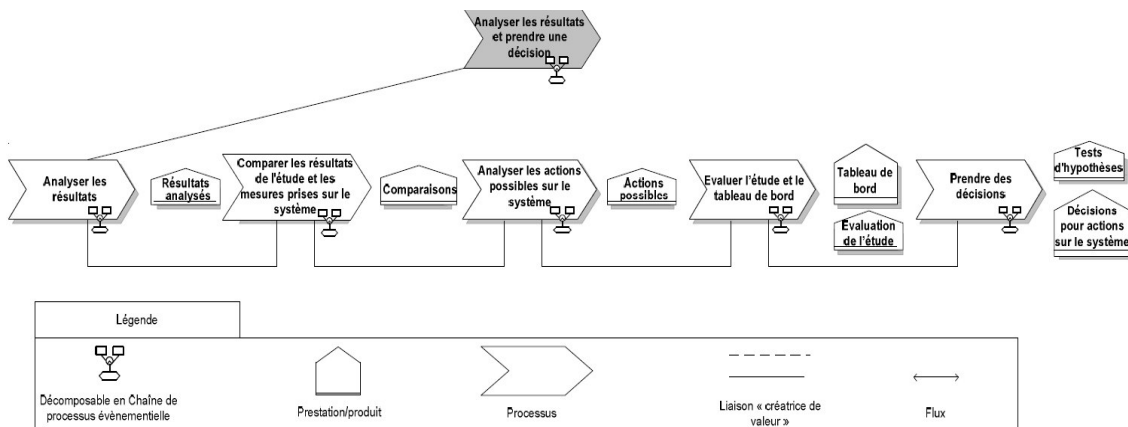 Analyser les résultats
et prendre une
décision
Analyser les
résultats
Résultats
analysés
Comparer les résultats
de l'étude et les
mesures prises sur le
système
Comparaisons
Analyser les actions
possibles sur le
système
Actions
possibles
Evaluer l'étude et le
tableau de bord
Tableau de
bord
Evaluation
de l'étude
Prendre des
décisions
Tests
d'hypothèses
Décisions
pour actions
sur le système
Légende
Décomposable en Chaîne de
processus évènementielle
Prestation/produit
Processus
Liaison « créatrice de
valeur »
Flux